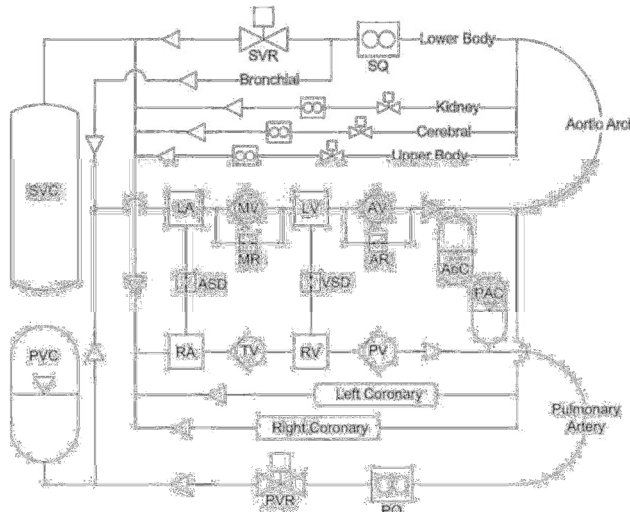 Lower Body
SVR
SQ
Bronchial
Kidney
Cerebral
Upper Body
Aortic Arch
SVC
LA
MV
LV
AV
MR
AR
AoC
ASD
VSD
PAC
PVC
RA
TV
RV
PV
Left Coronary
Right Coronary
Pulmonary
Artery
PVR
PQ